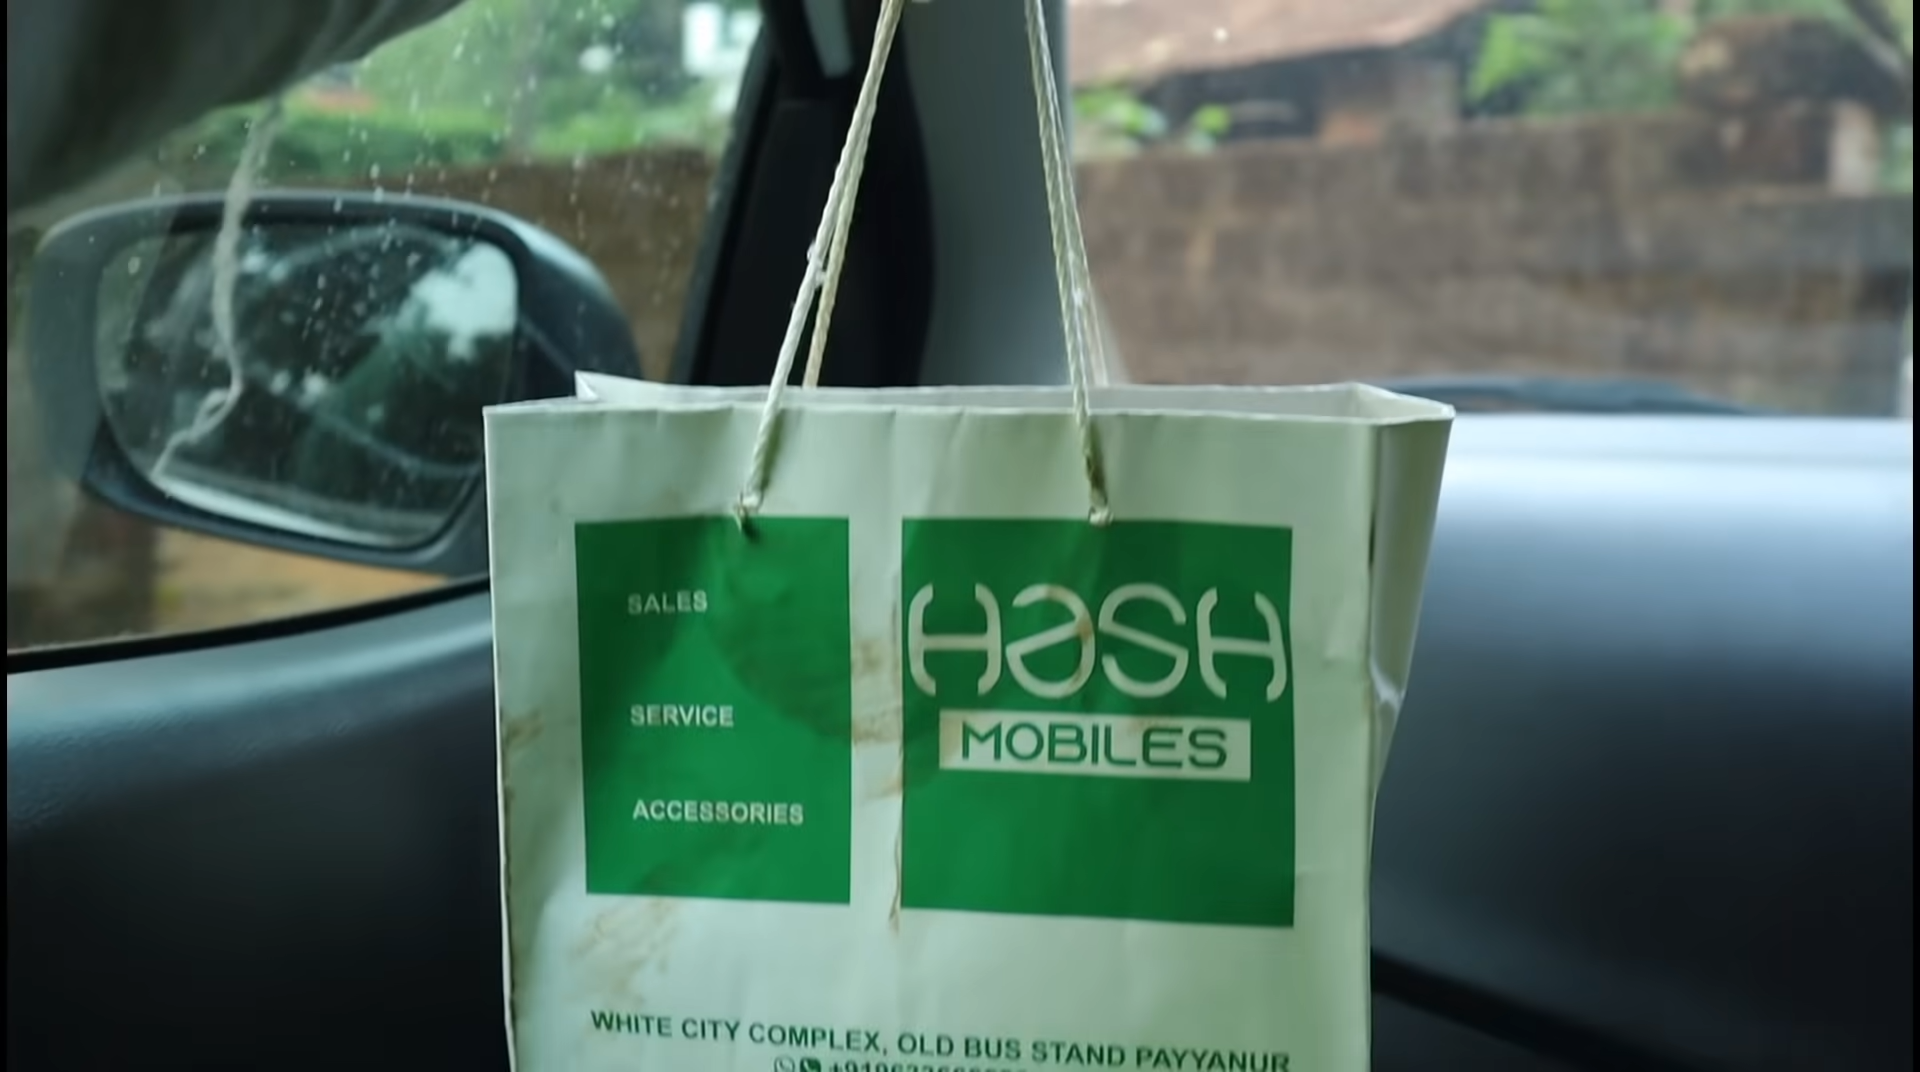 SALES
SERVICE
ACCESSORIES
HASH
MOBILES
WHITE CITY COMPLEX, OLD BUS STAND PAYYANUR